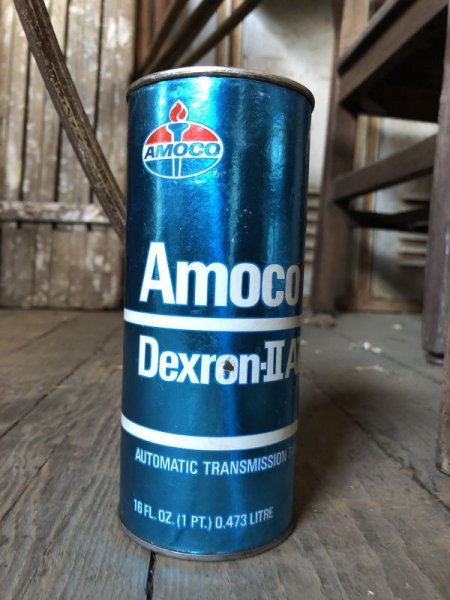 AMOCO
Amoco
Dexron-II
AUTOMATIC TRANSMISSION
16 FL. OZ. (1 PT.) 0.473 LITRE